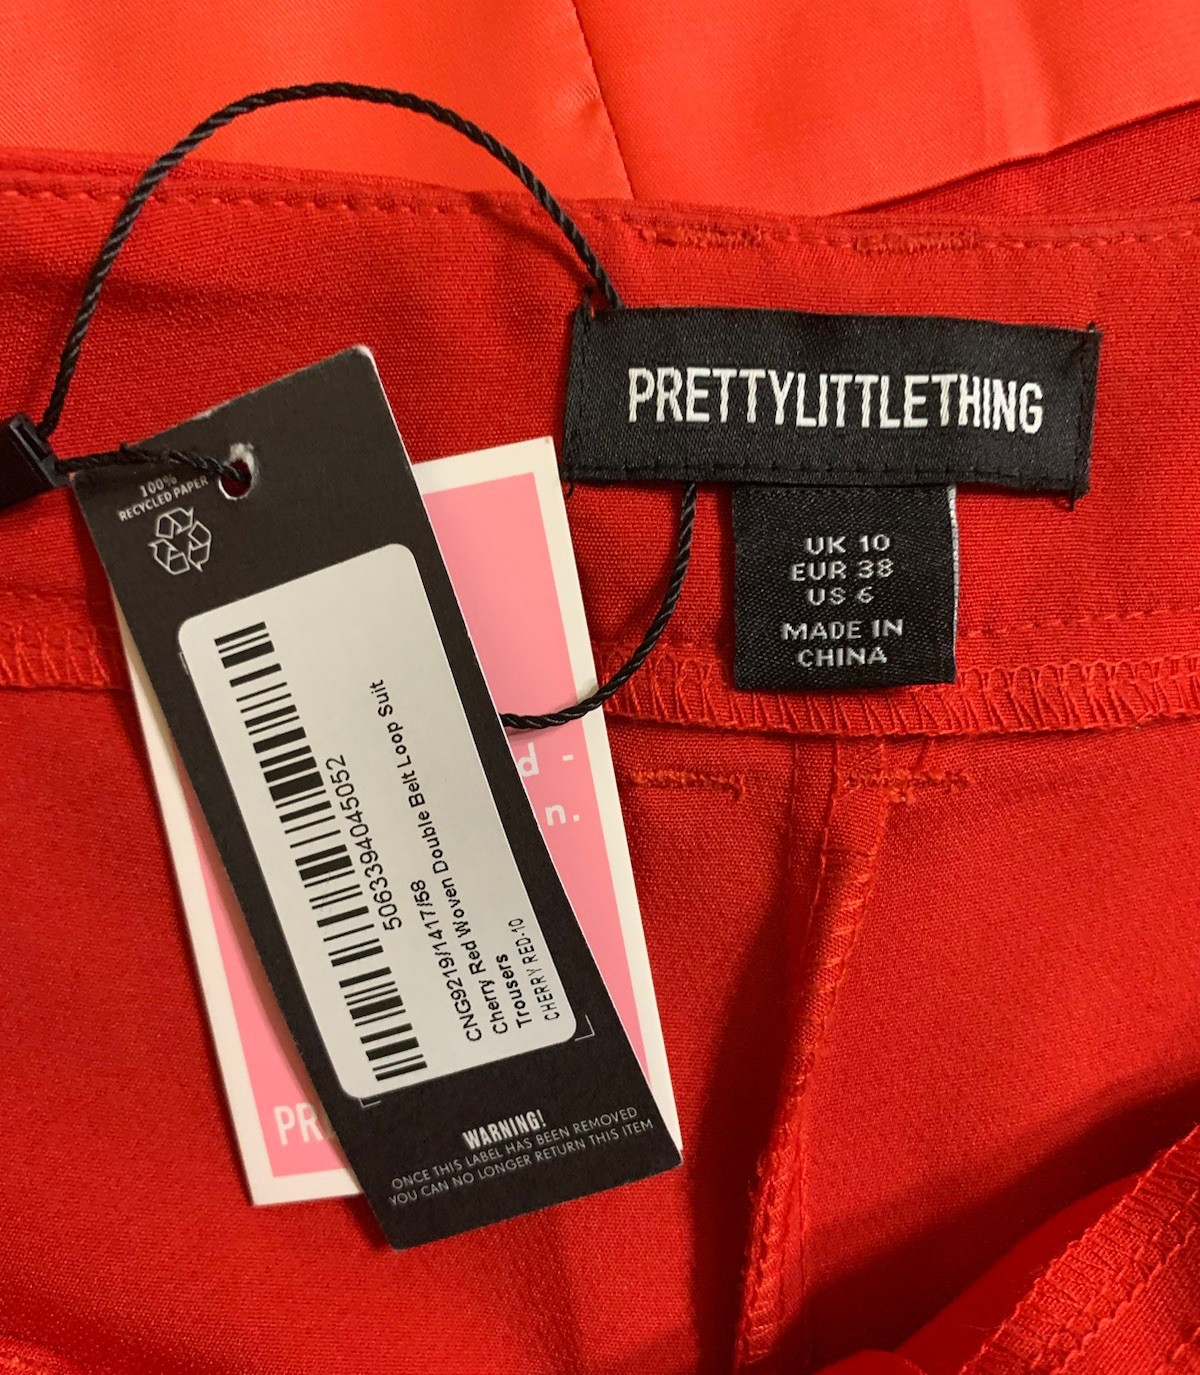 PRETTYLITTLETHING
UK 10
EUR 38
US 6
MADE IN
CHINA
100%
RECYCLED PAPER
5063394045052
CNG9219/1417/58
Cherry Red Woven Double Belt Loop Suit
Trousers
CHERRY RED-10
WARNING!
ONCE THIS LABEL HAS BEEN REMOVED
YOU CAN NO LONGER RETURN THIS ITEM
d -
n.
PR